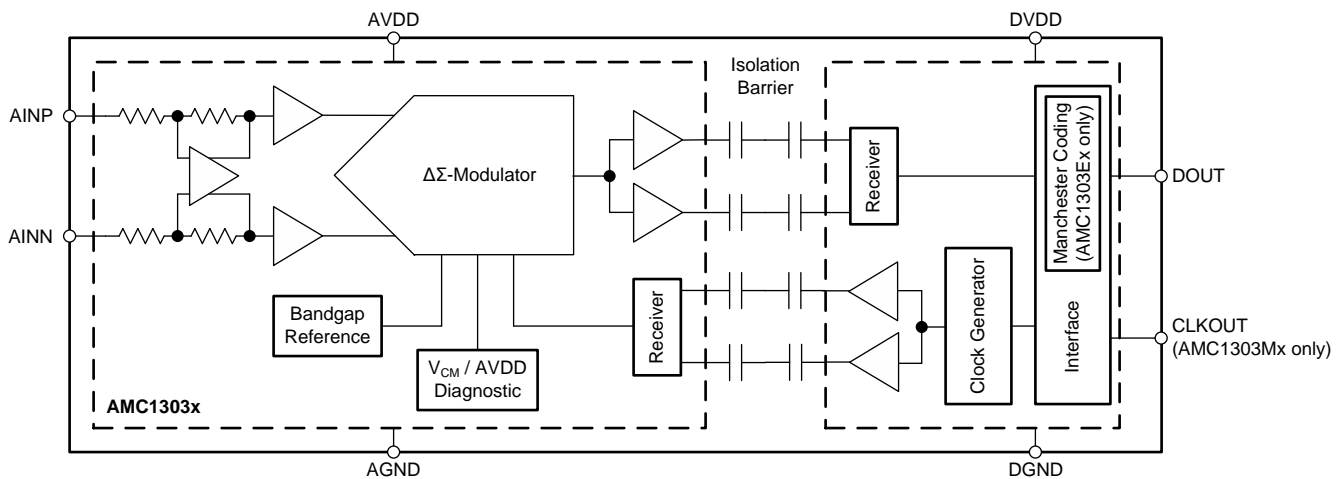 AVDD
DVDD
Isolation
Barrier
AINP
AINN
ΔΣ-Modulator
Receiver
Manchester Coding
(AMC1303Ex only)
DOUT
Bandgap
Reference
VCM / AVDD
Diagnostic
Receiver
Clock Generator
Interface
CLKOUT
(AMC1303Mx only)
AMC1303x
AGND
DGND